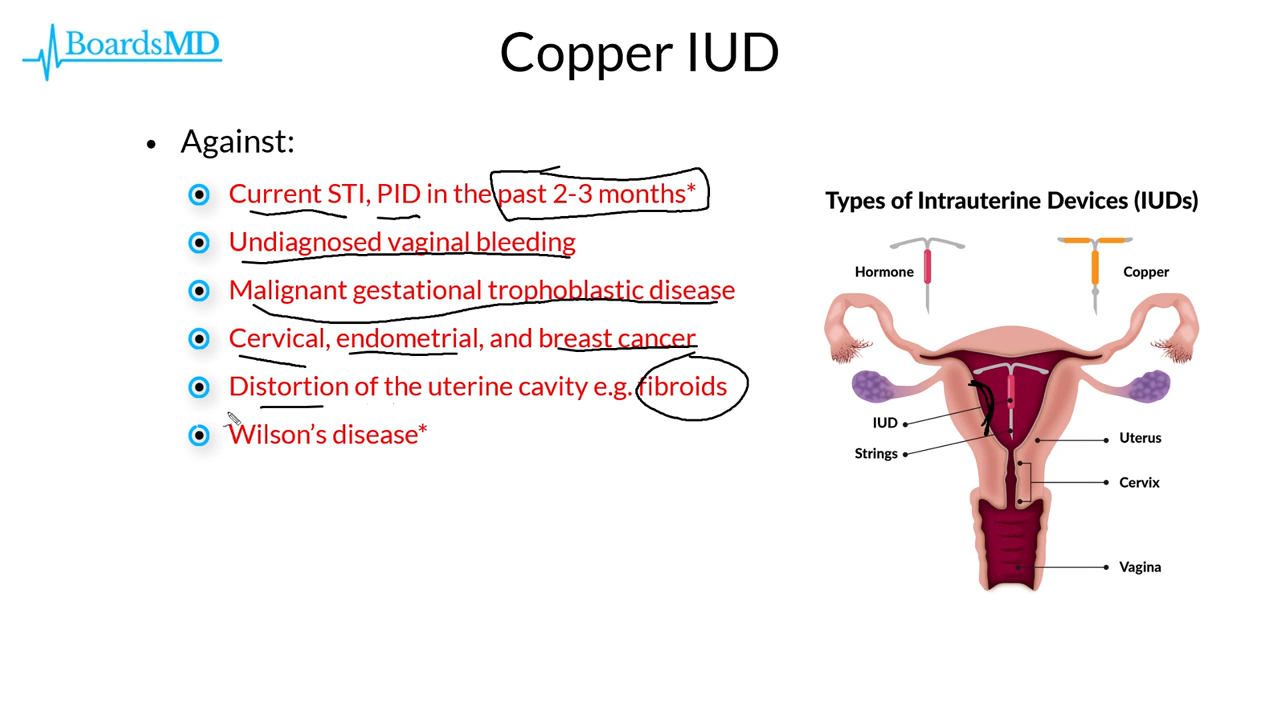 BoardsMD
Copper IUD
Against:
Current STI, PID in the past 2-3 months*
Undiagnosed vaginal bleeding
Malignant gestational trophoblastic disease
Cervical, endometrial, and breast cancer
Distortion of the uterine cavity e.g. fibroids
Wilson's disease*
Types of Intrauterine Devices (IUDs)
Hormone
Copper
IUD
Strings
Uterus
Cervix
Vagina